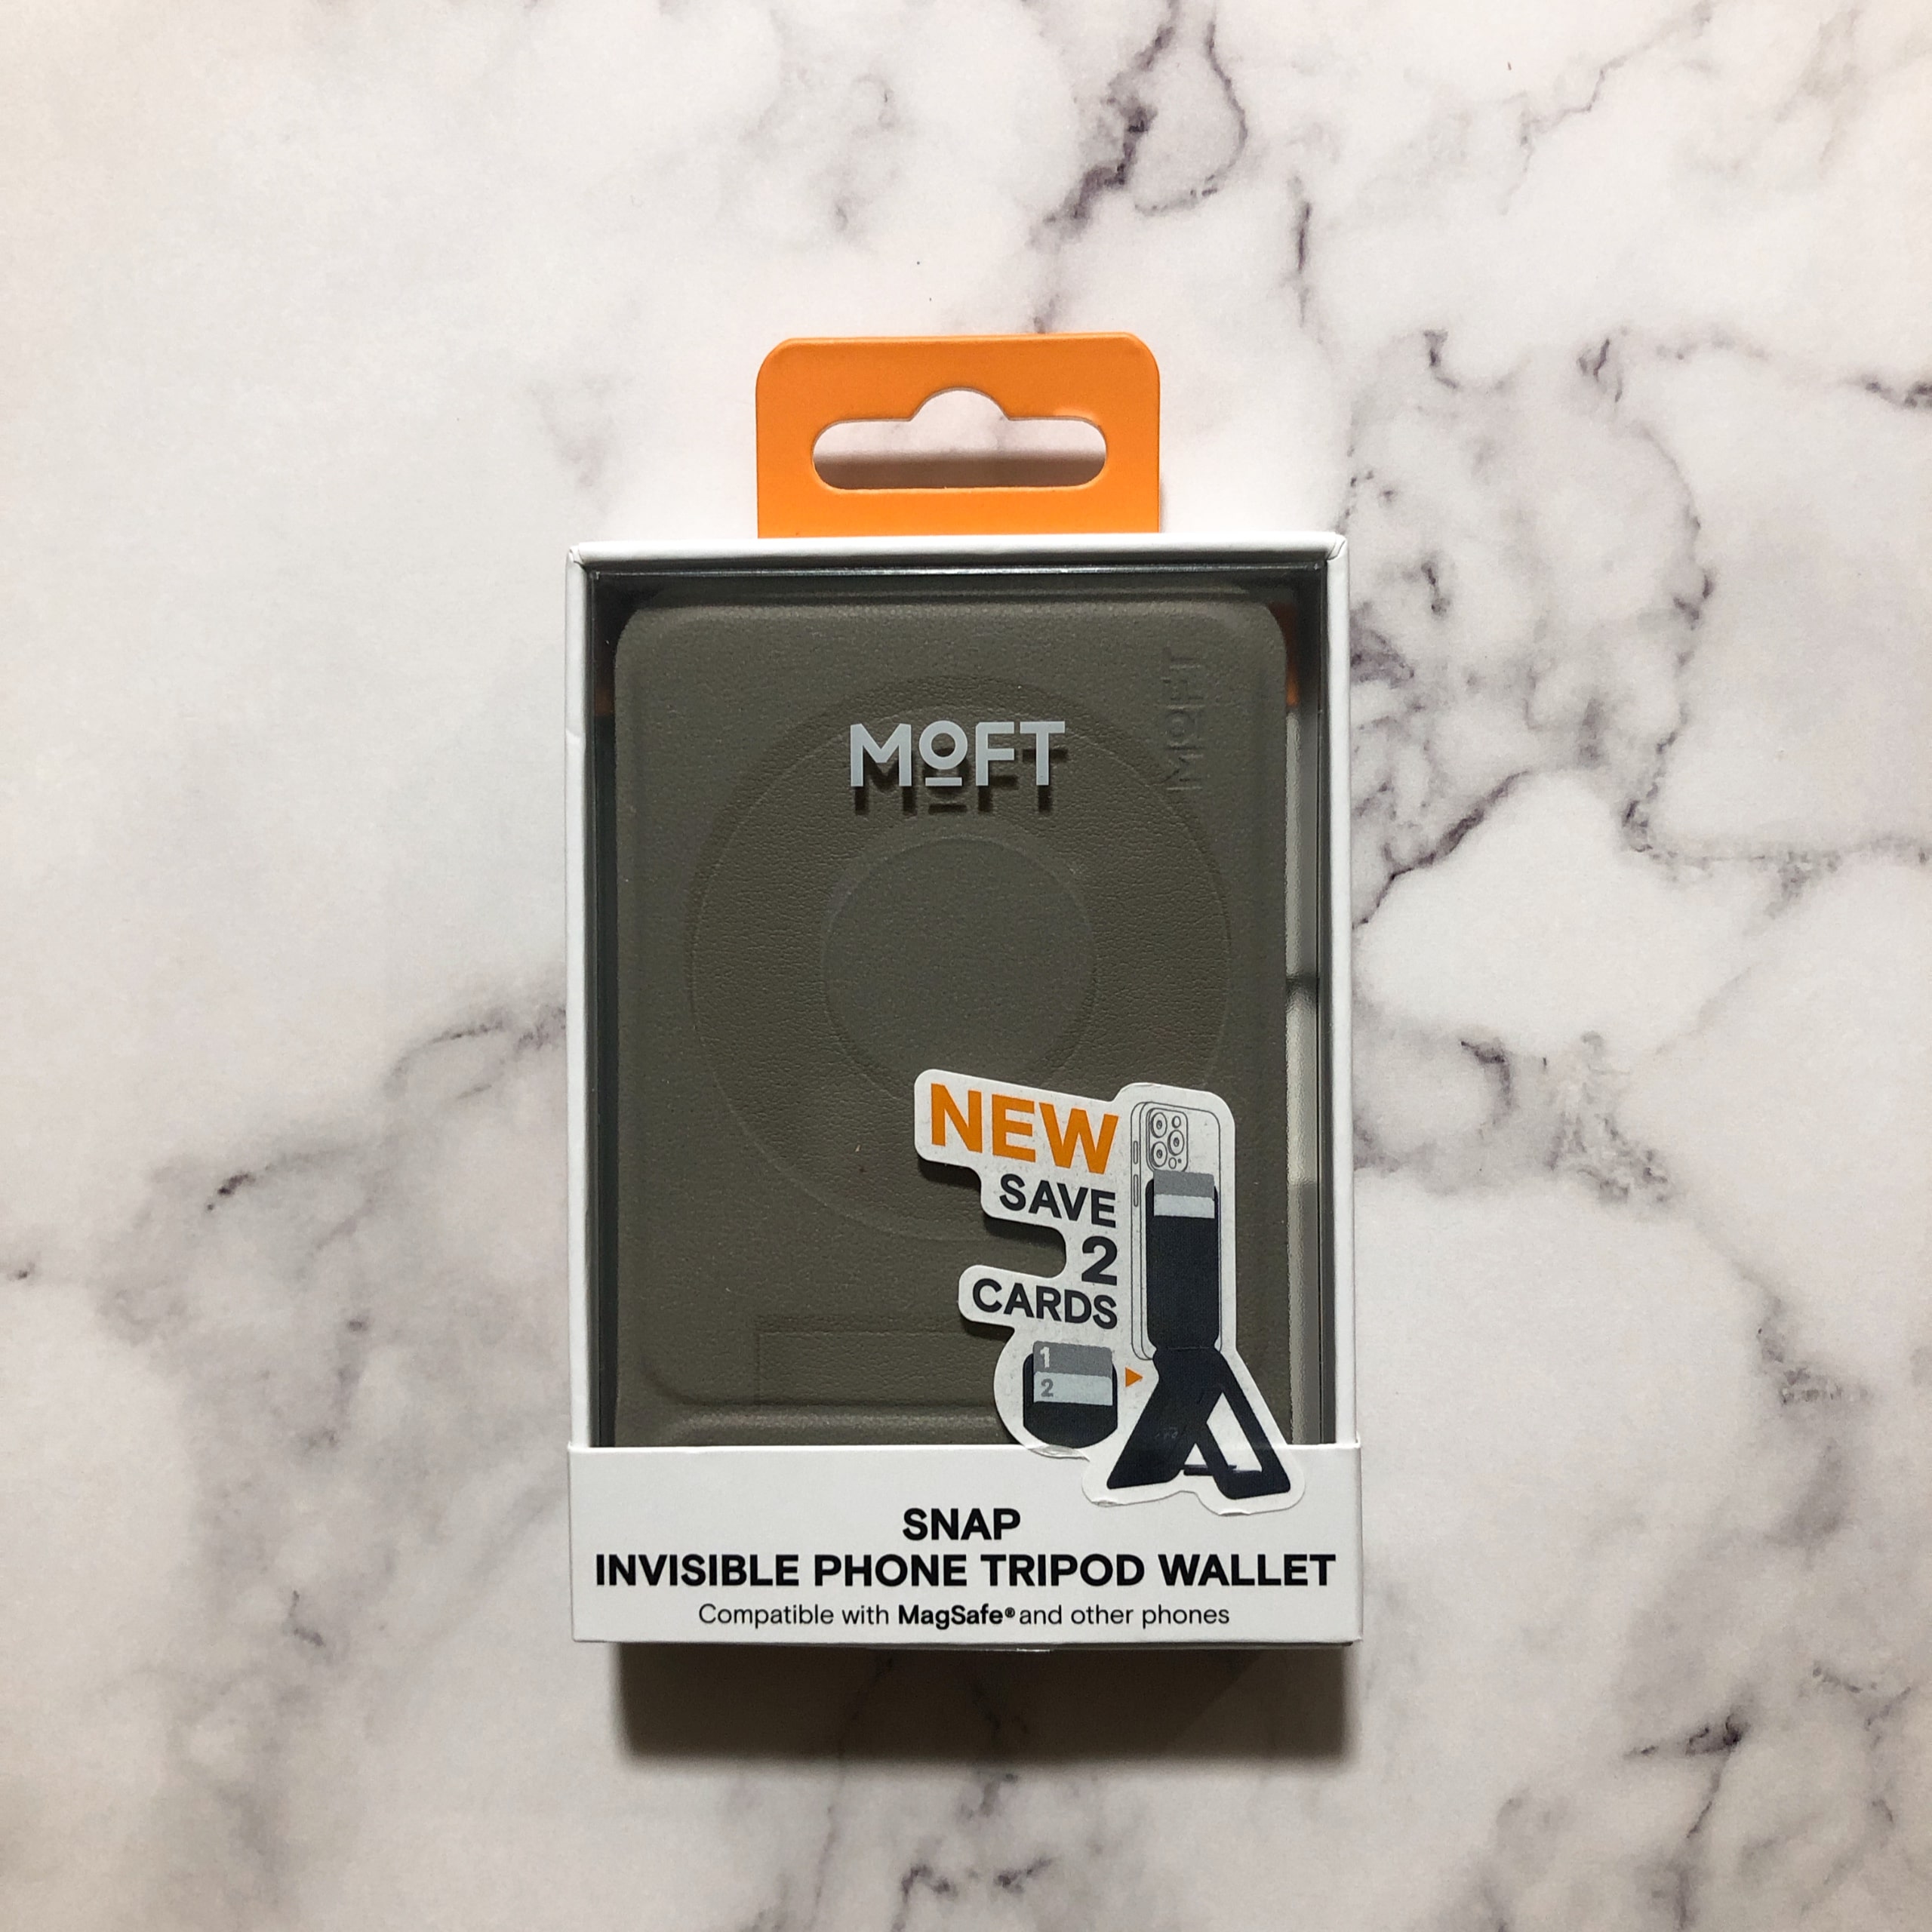 MOFT
MOFT
NEW
SAVE
2
CARDS
1
2
SNAP
INVISIBLE PHONE TRIPOD WALLET
Compatible with MagSafe® and other phones